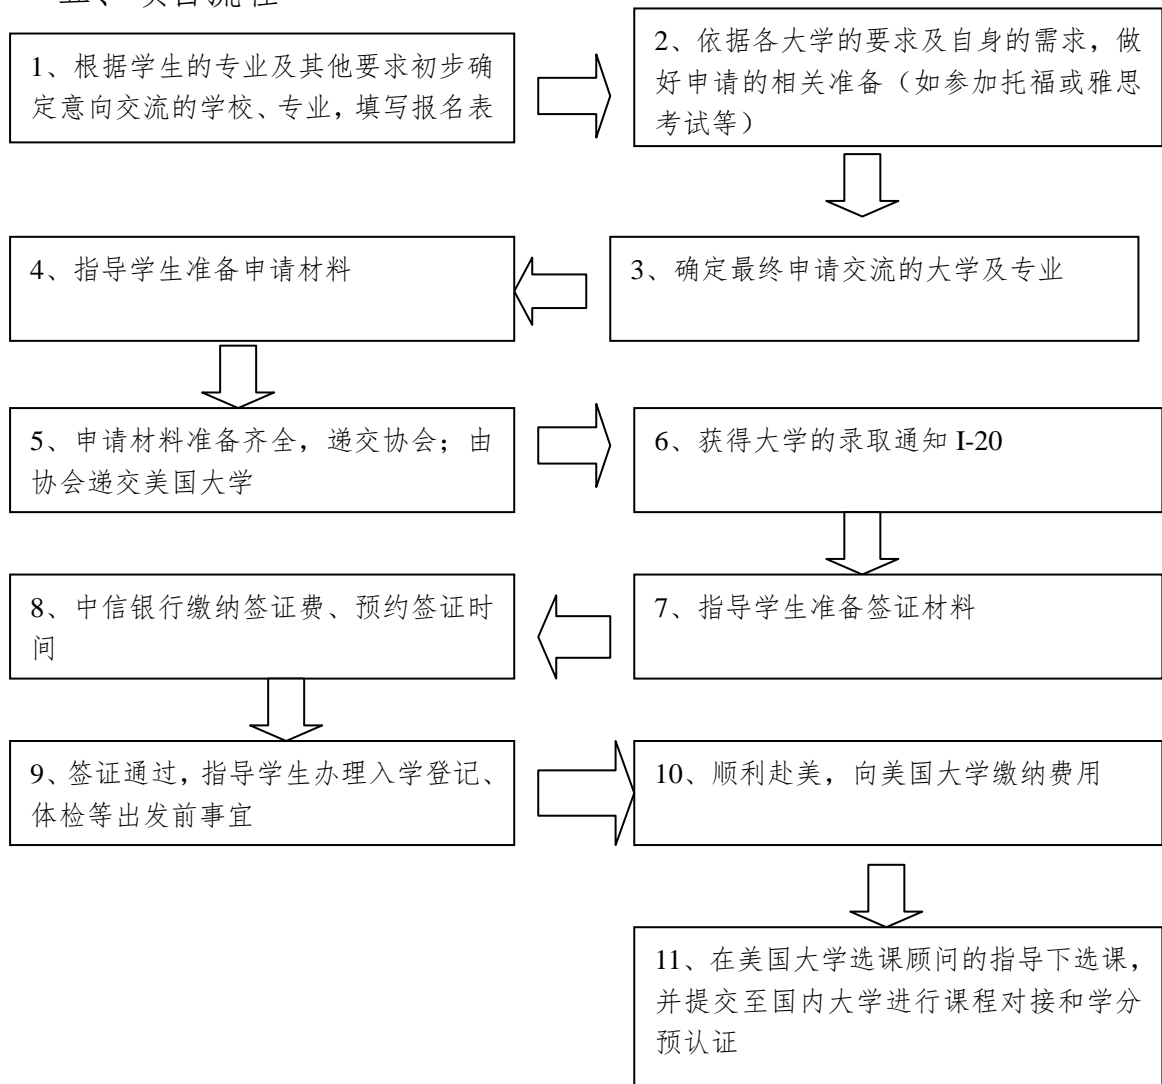 1、根据学生的专业及其他要求初步确
定意向交流的学校、专业，填写报名表
2、依据各大学的要求及自身的需求，做
好申请的相关准备（如参加托福或雅思
考试等）
3、确定最终申请交流的大学及专业
4、指导学生准备申请材料
5、申请材料准备齐全，递交协会；由
协会递交美国大学
6、获得大学的录取通知 I-20
7、指导学生准备签证材料
8、中信银行缴纳签证费、预约签证时
间
9、签证通过，指导学生办理入学登记、
体检等出发前事宜
10、顺利赴美，向美国大学缴纳费用
11、在美国大学选课顾问的指导下选课，
并提交至国内大学进行课程对接和学分
预认证